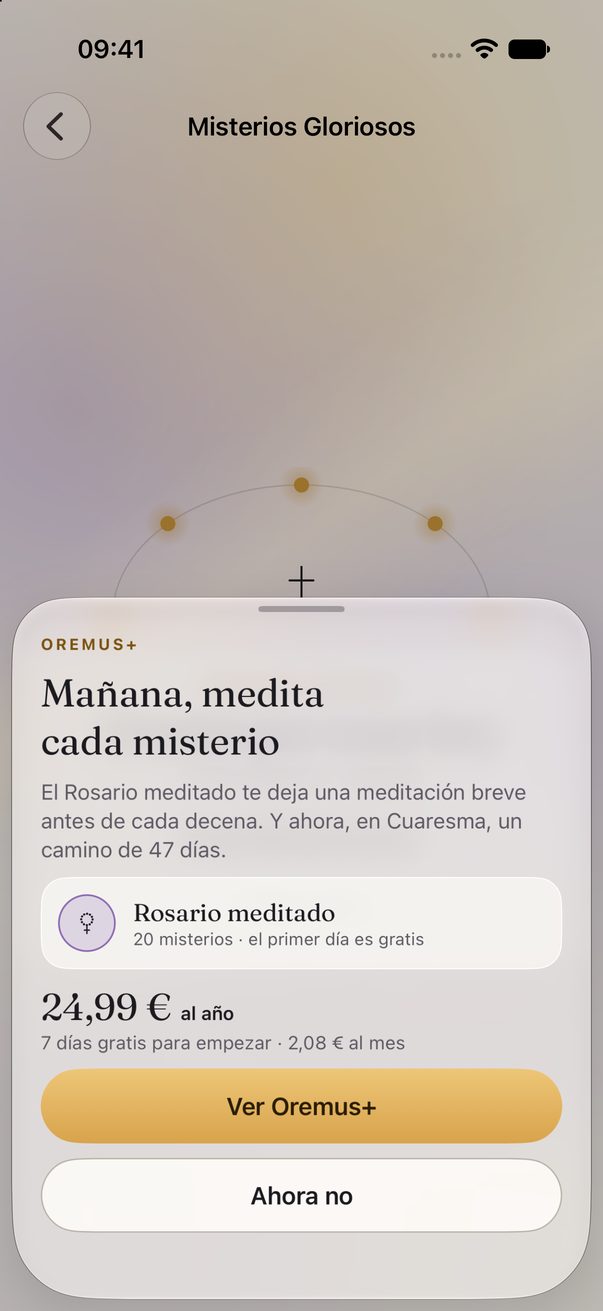 09:41
Misterios Gloriosos
OREMUS+
Mañana, medita
cada misterio
El Rosario meditado te deja una meditación breve
antes de cada decena. Y ahora, en Cuaresma, un
camino de 47 días.
Rosario meditado
20 misterios · el primer día es gratis
24,99 € al año
7 días gratis para empezar · 2,08 € al mes
Ver Oremus+
Ahora no